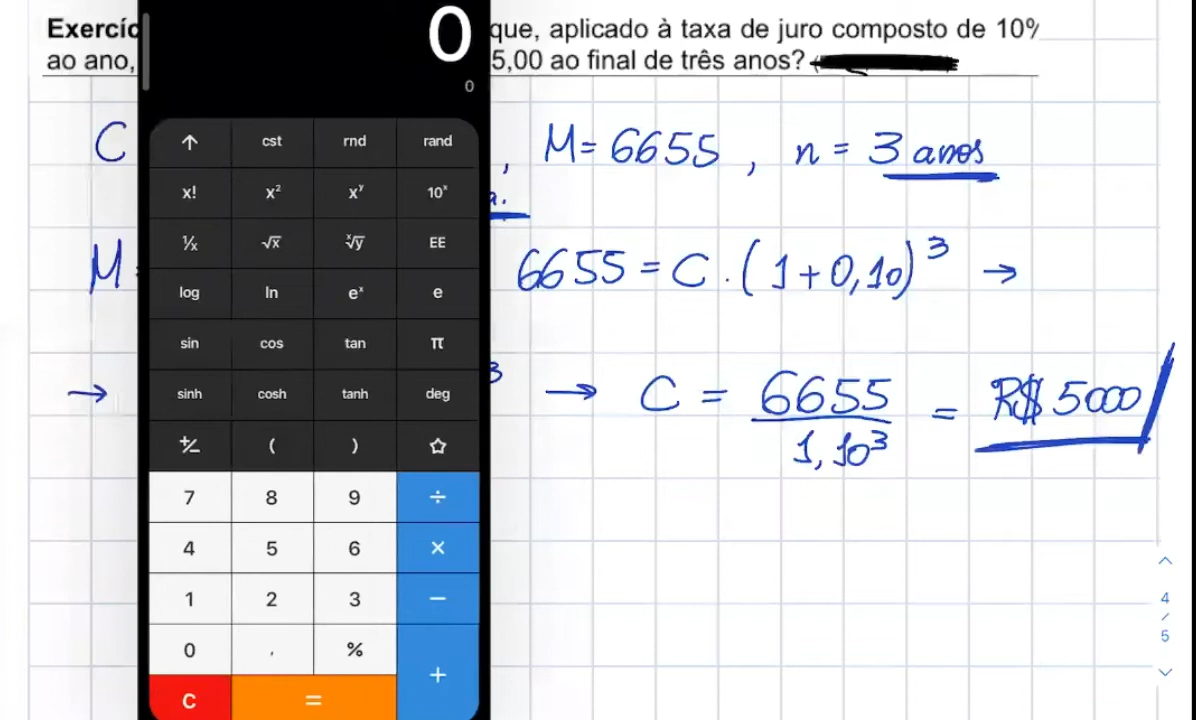 Exercíc que, aplicado à taxa de juro composto de 10%
ao ano, 5,00 ao final de três anos?
C , M = 6655 , n = 3 anos
a.
M = 6655 = C . ( 1 + 0,10 )³ →
→ ³ → C = 6655 / 1,10³ = R$ 5000
0
0
↑ cst rnd rand
x! x² xʸ 10ˣ
⅟x √x ˣ√y EE
log ln eˣ e
sin cos tan π
sinh cosh tanh deg
+/− ( ) ☆
7 8 9 ÷
4 5 6 ×
1 2 3 −
0 , % +
C =
4
/
5